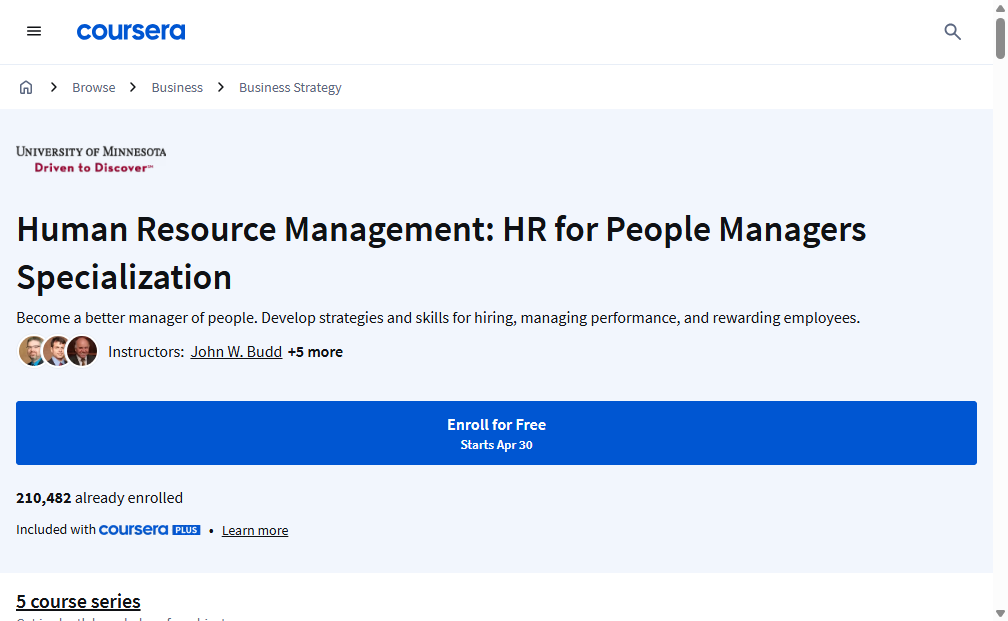 coursera
Browse
Business
Business Strategy
UNIVERSITY OF MINNESOTA
Driven to Discover℠
Human Resource Management: HR for People Managers
Specialization
Become a better manager of people. Develop strategies and skills for hiring, managing performance, and rewarding employees.
Instructors: John W. Budd +5 more
Enroll for Free
Starts Apr 30
210,482 already enrolled
Included with coursera PLUS • Learn more
5 course series